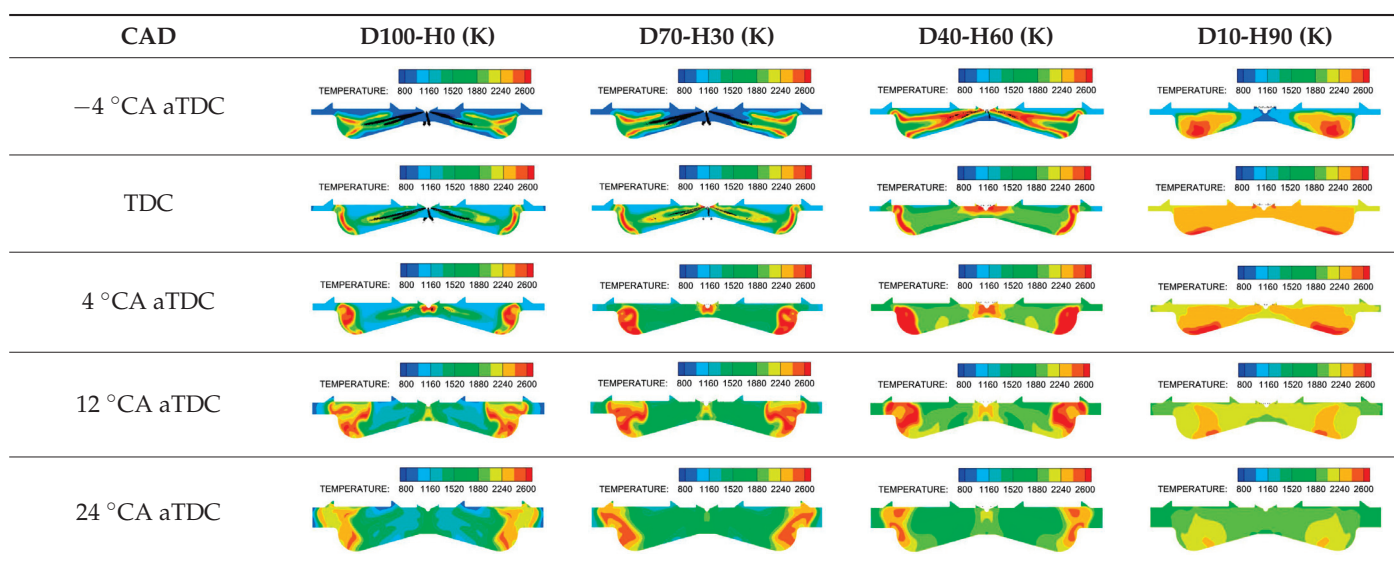 CAD D100-H0 (K) D70-H30 (K) D40-H60 (K) D10-H90 (K)
−4 °CA aTDC
TEMPERATURE: 800 1160 1520 1880 2240 2600
TEMPERATURE: 800 1160 1520 1880 2240 2600
TEMPERATURE: 800 1160 1520 1880 2240 2600
TEMPERATURE: 800 1160 1520 1880 2240 2600
TDC
TEMPERATURE: 800 1160 1520 1880 2240 2600
TEMPERATURE: 800 1160 1520 1880 2240 2600
TEMPERATURE: 800 1160 1520 1880 2240 2600
TEMPERATURE: 800 1160 1520 1880 2240 2600
4 °CA aTDC
TEMPERATURE: 800 1160 1520 1880 2240 2600
TEMPERATURE: 800 1160 1520 1880 2240 2600
TEMPERATURE: 800 1160 1520 1880 2240 2600
TEMPERATURE: 800 1160 1520 1880 2240 2600
12 °CA aTDC
TEMPERATURE: 800 1160 1520 1880 2240 2600
TEMPERATURE: 800 1160 1520 1880 2240 2600
TEMPERATURE: 800 1160 1520 1880 2240 2600
TEMPERATURE: 800 1160 1520 1880 2240 2600
24 °CA aTDC
TEMPERATURE: 800 1160 1520 1880 2240 2600
TEMPERATURE: 800 1160 1520 1880 2240 2600
TEMPERATURE: 800 1160 1520 1880 2240 2600
TEMPERATURE: 800 1160 1520 1880 2240 2600